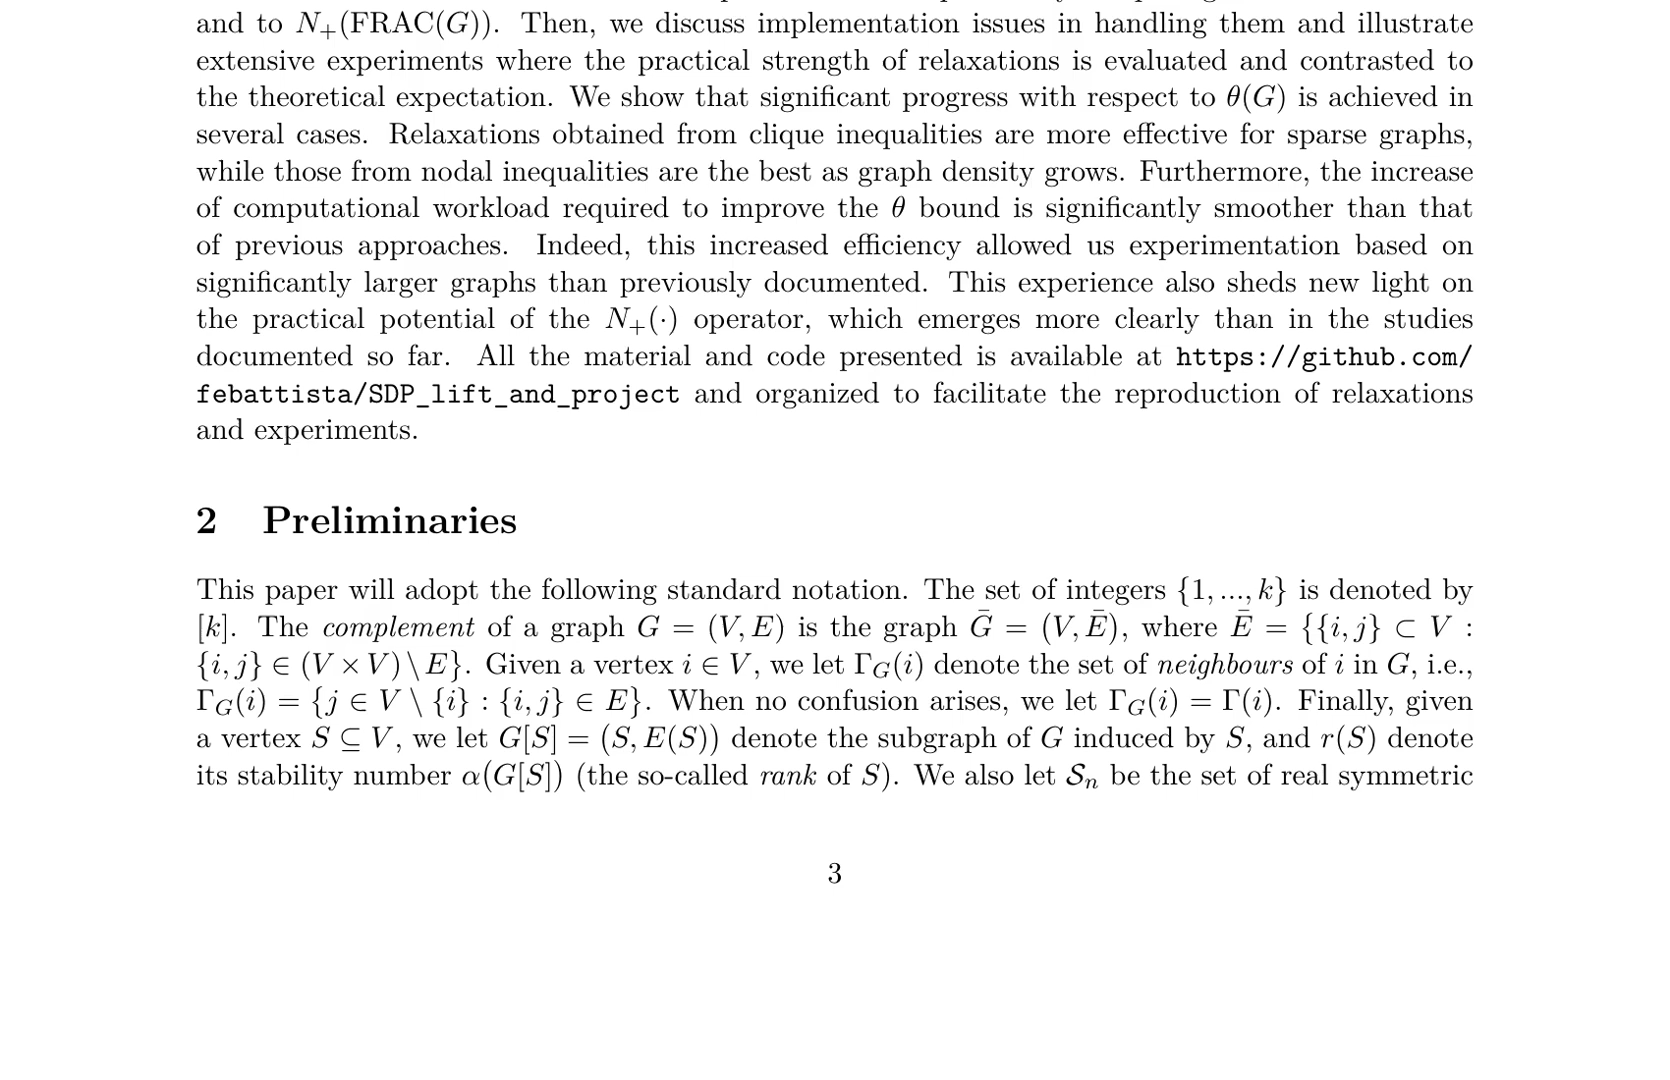 and to N₊(FRAC(G)). Then, we discuss implementation issues in handling them and illustrate
extensive experiments where the practical strength of relaxations is evaluated and contrasted to
the theoretical expectation. We show that significant progress with respect to θ(G) is achieved in
several cases. Relaxations obtained from clique inequalities are more effective for sparse graphs,
while those from nodal inequalities are the best as graph density grows. Furthermore, the increase
of computational workload required to improve the θ bound is significantly smoother than that
of previous approaches. Indeed, this increased efficiency allowed us experimentation based on
significantly larger graphs than previously documented. This experience also sheds new light on
the practical potential of the N₊(·) operator, which emerges more clearly than in the studies
documented so far. All the material and code presented is available at https://github.com/
febattista/SDP_lift_and_project and organized to facilitate the reproduction of relaxations
and experiments.
2 Preliminaries
This paper will adopt the following standard notation. The set of integers {1, ..., k} is denoted by
[k]. The complement of a graph G = (V, E) is the graph Ḡ = (V, Ē), where Ē = {{i, j} ⊂ V :
{i, j} ∈ (V × V) \ E}. Given a vertex i ∈ V, we let Γ_G(i) denote the set of neighbours of i in G, i.e.,
Γ_G(i) = {j ∈ V \ {i} : {i, j} ∈ E}. When no confusion arises, we let Γ_G(i) = Γ(i). Finally, given
a vertex S ⊆ V, we let G[S] = (S, E(S)) denote the subgraph of G induced by S, and r(S) denote
its stability number α(G[S]) (the so-called rank of S). We also let 𝒮ₙ be the set of real symmetric
3